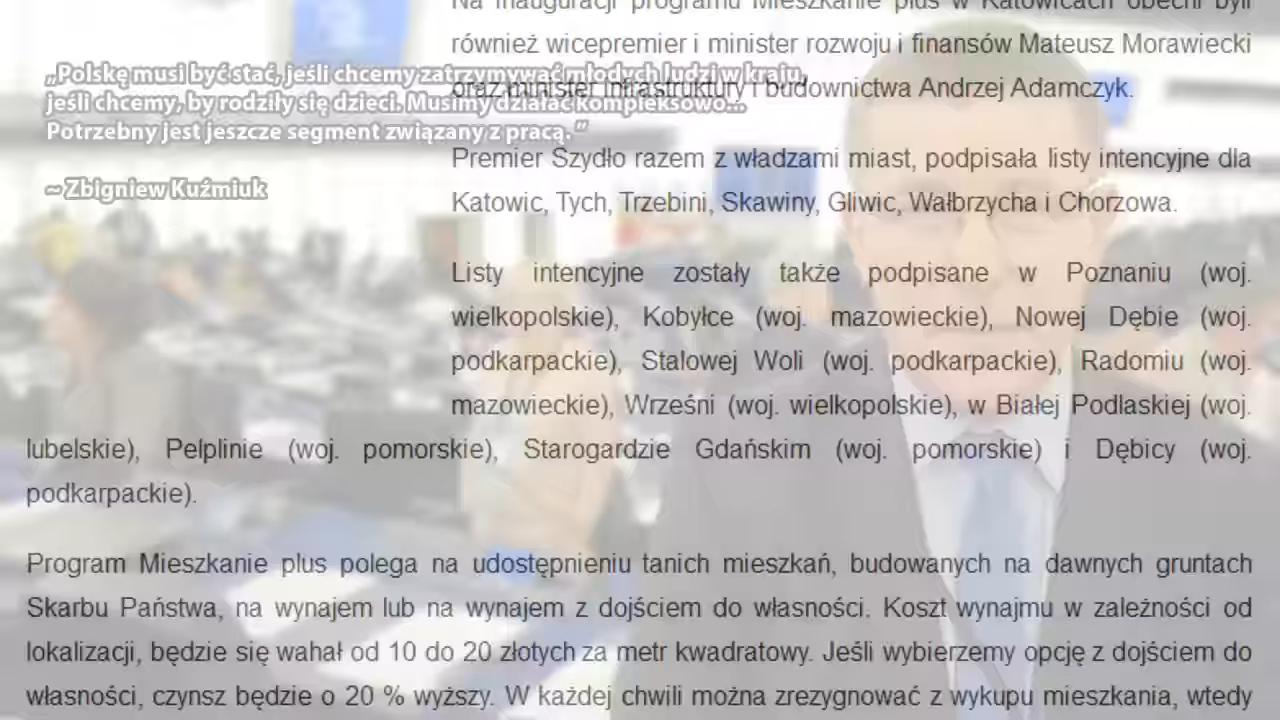 Na inauguracji programu Mieszkanie plus w Katowicach obecni byli
również wicepremier i minister rozwoju i finansów Mateusz Morawiecki
oraz minister infrastruktury i budownictwa Andrzej Adamczyk.
„Polskę musi być stać, jeśli chcemy zatrzymywać młodych ludzi w kraju,
jeśli chcemy, by rodziły się dzieci. Musimy działać kompleksowo...
Potrzebny jest jeszcze segment związany z pracą.”
~ Zbigniew Kuźmiuk
Premier Szydło razem z władzami miast, podpisała listy intencyjne dla
Katowic, Tych, Trzebini, Skawiny, Gliwic, Wałbrzycha i Chorzowa.
Listy intencyjne zostały także podpisane w Poznaniu (woj.
wielkopolskie), Kobyłce (woj. mazowieckie), Nowej Dębie (woj.
podkarpackie), Stalowej Woli (woj. podkarpackie), Radomiu (woj.
mazowieckie), Wrześni (woj. wielkopolskie), w Białej Podlaskiej (woj.
lubelskie), Pelplinie (woj. pomorskie), Starogardzie Gdańskim (woj. pomorskie) i Dębicy (woj.
podkarpackie).
Program Mieszkanie plus polega na udostępnieniu tanich mieszkań, budowanych na dawnych gruntach
Skarbu Państwa, na wynajem lub na wynajem z dojściem do własności. Koszt wynajmu w zależności od
lokalizacji, będzie się wahał od 10 do 20 złotych za metr kwadratowy. Jeśli wybierzemy opcję z dojściem do
własności, czynsz będzie o 20 % wyższy. W każdej chwili można zrezygnować z wykupu mieszkania, wtedy